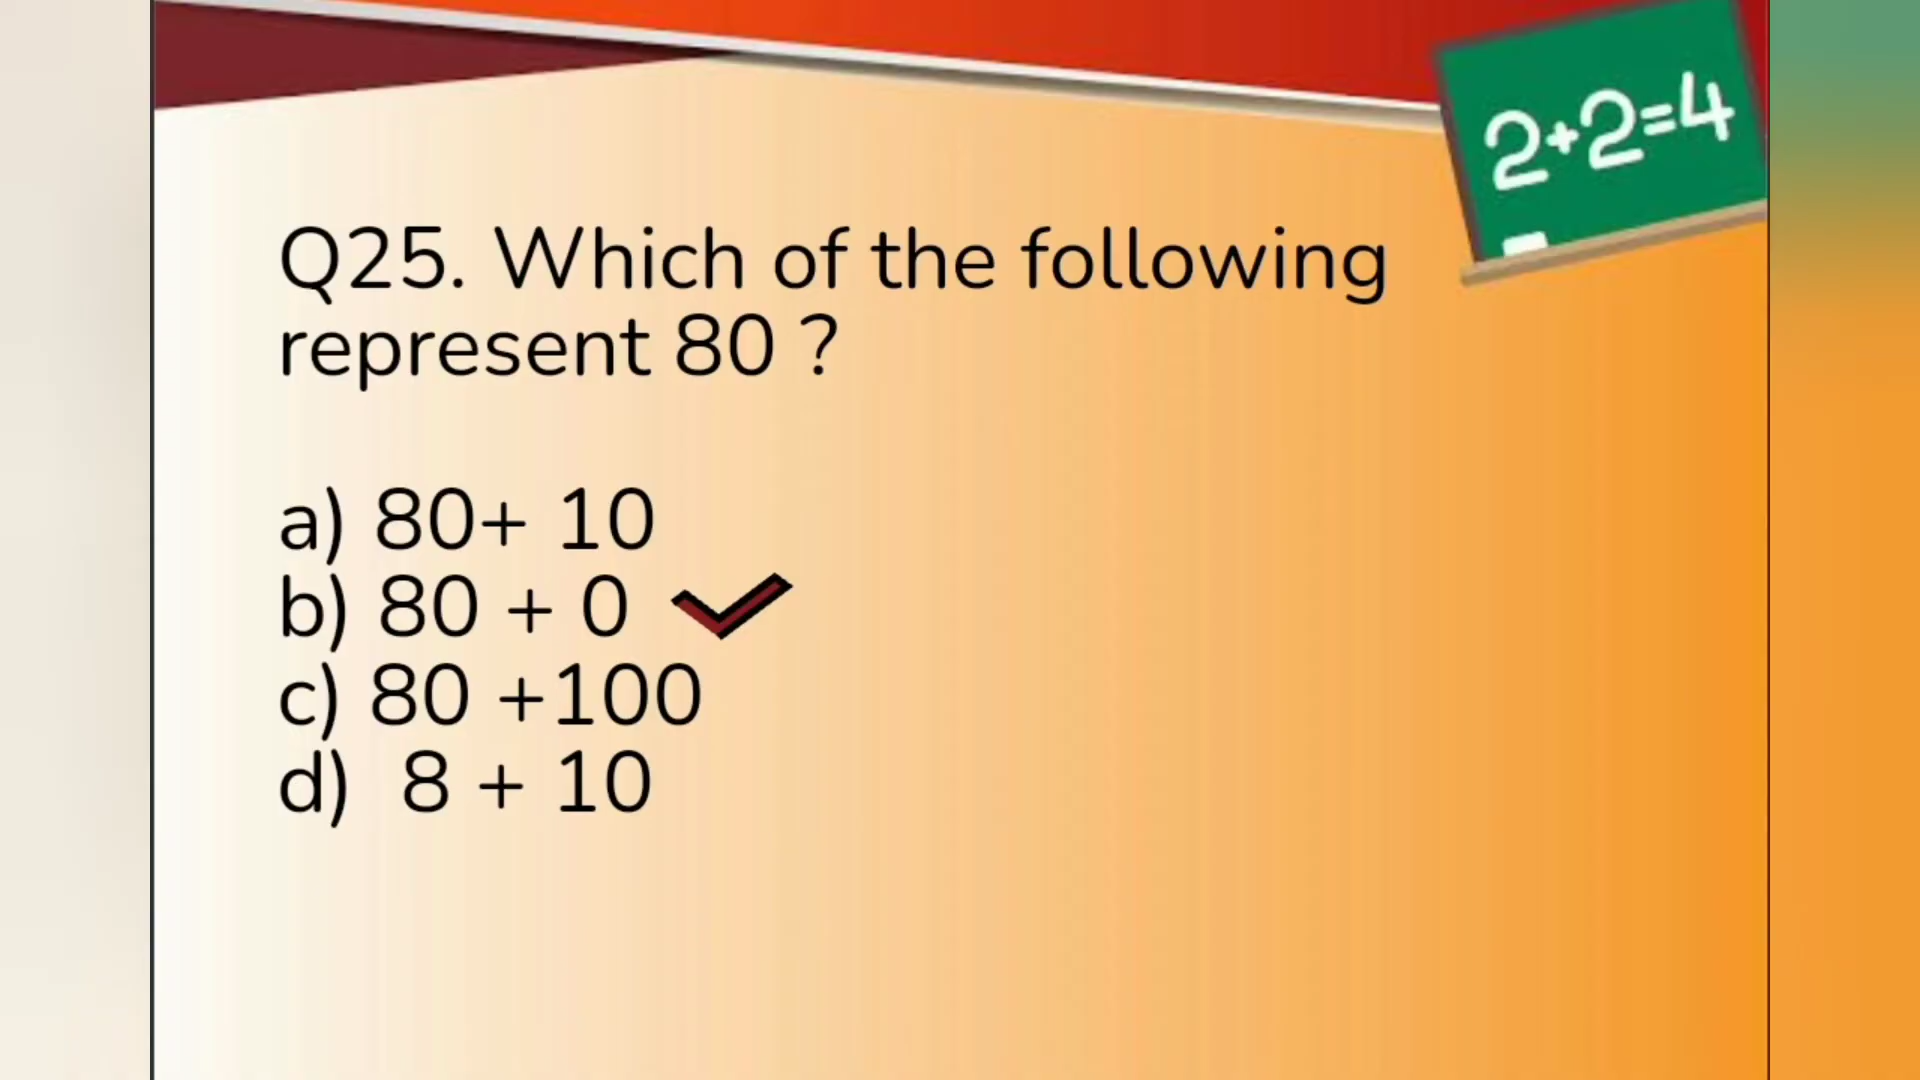 2+2=4
Q25. Which of the following
represent 80 ?
a) 80+ 10
b) 80 + 0
c) 80 +100
d) 8 + 10